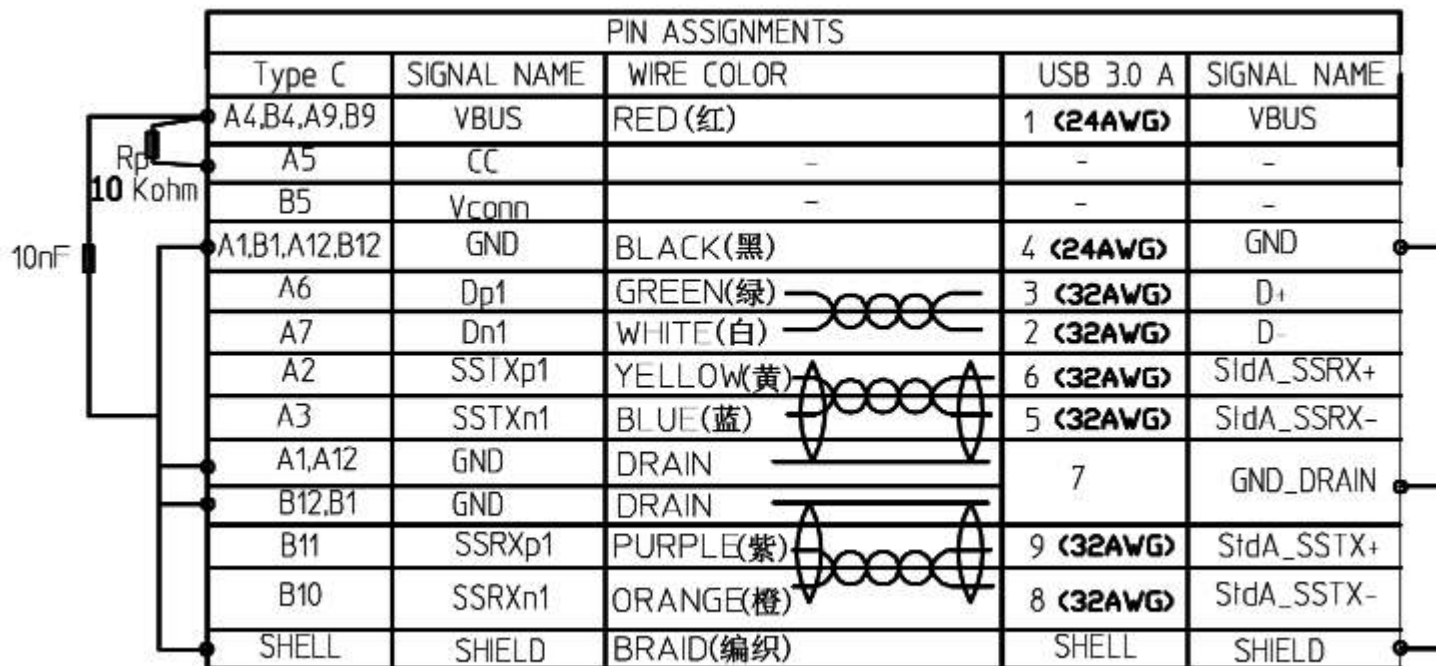 PIN ASSIGNMENTS
Type C SIGNAL NAME WIRE COLOR USB 3.0 A SIGNAL NAME
A4,B4,A9,B9 VBUS RED(红) 1 (24AWG) VBUS
Rp A5 CC - - -
10 Kohm B5 Vconn - - -
10nF A1,B1,A12,B12 GND BLACK(黑) 4 (24AWG) GND
A6 Dp1 GREEN(绿) 3 (32AWG) D+
A7 Dn1 WHITE(白) 2 (32AWG) D-
A2 SSTXp1 YELLOW(黄) 6 (32AWG) StdA_SSRX+
A3 SSTXn1 BLUE(蓝) 5 (32AWG) StdA_SSRX-
A1,A12 GND DRAIN 7 GND_DRAIN
B12,B1 GND DRAIN
B11 SSRXp1 PURPLE(紫) 9 (32AWG) StdA_SSTX+
B10 SSRXn1 ORANGE(橙) 8 (32AWG) StdA_SSTX-
SHELL SHIELD BRAID(编织) SHELL SHIELD